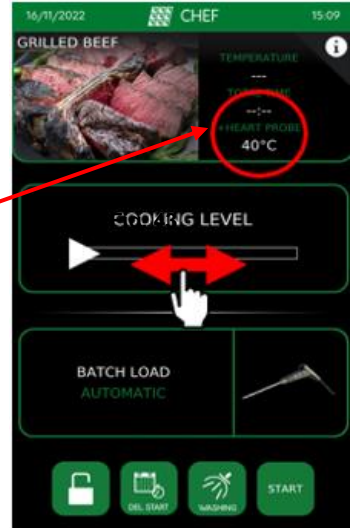 16/11/2022 CHEF 15:09
GRILLED BEEF
i
TEMPERATURE
---
--:--
+HEART PROBE
40°C
COOKING LEVEL
BATCH LOAD
AUTOMATIC
DEL START
WASHING
START